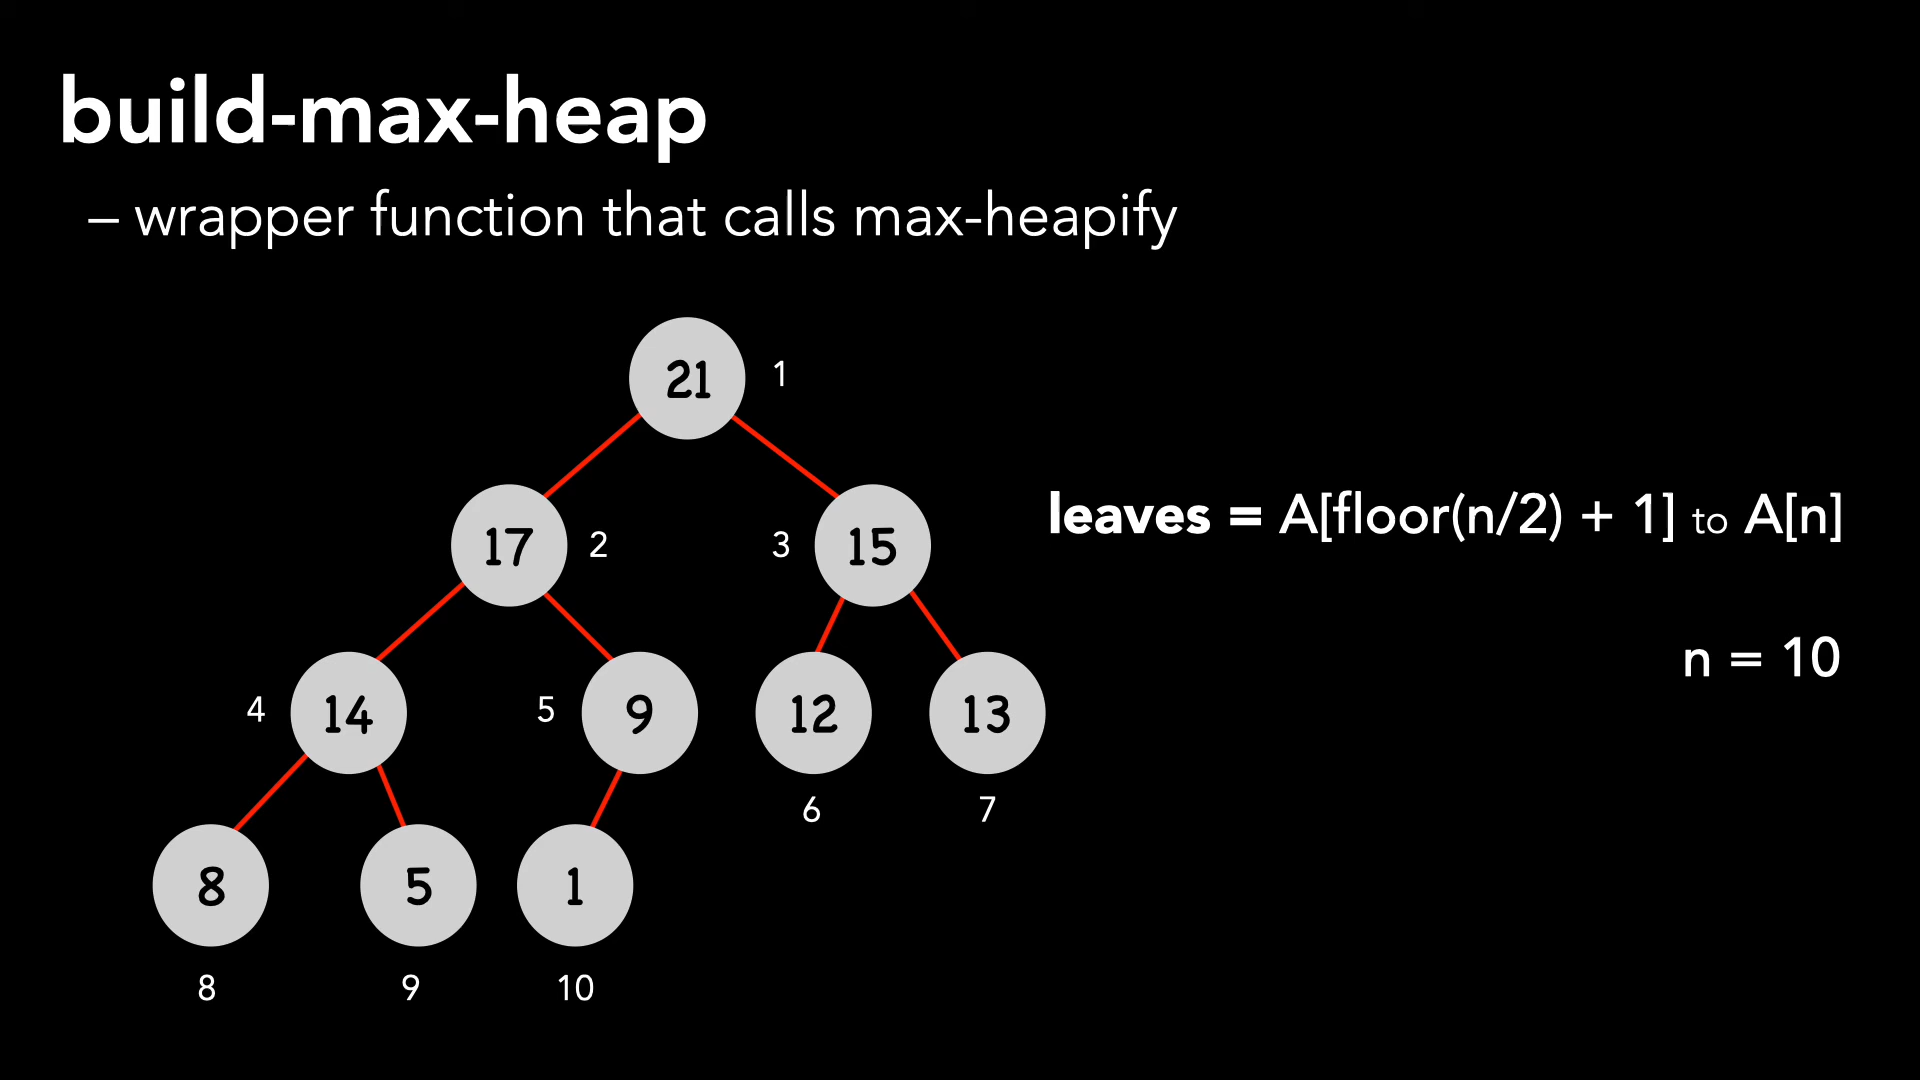 build-max-heap
– wrapper function that calls max-heapify
21 1
leaves = A[floor(n/2) + 1] to A[n]
17 2 3 15
n = 10
4 14 5 9 12 13
6 7
8 5 1
8 9 10